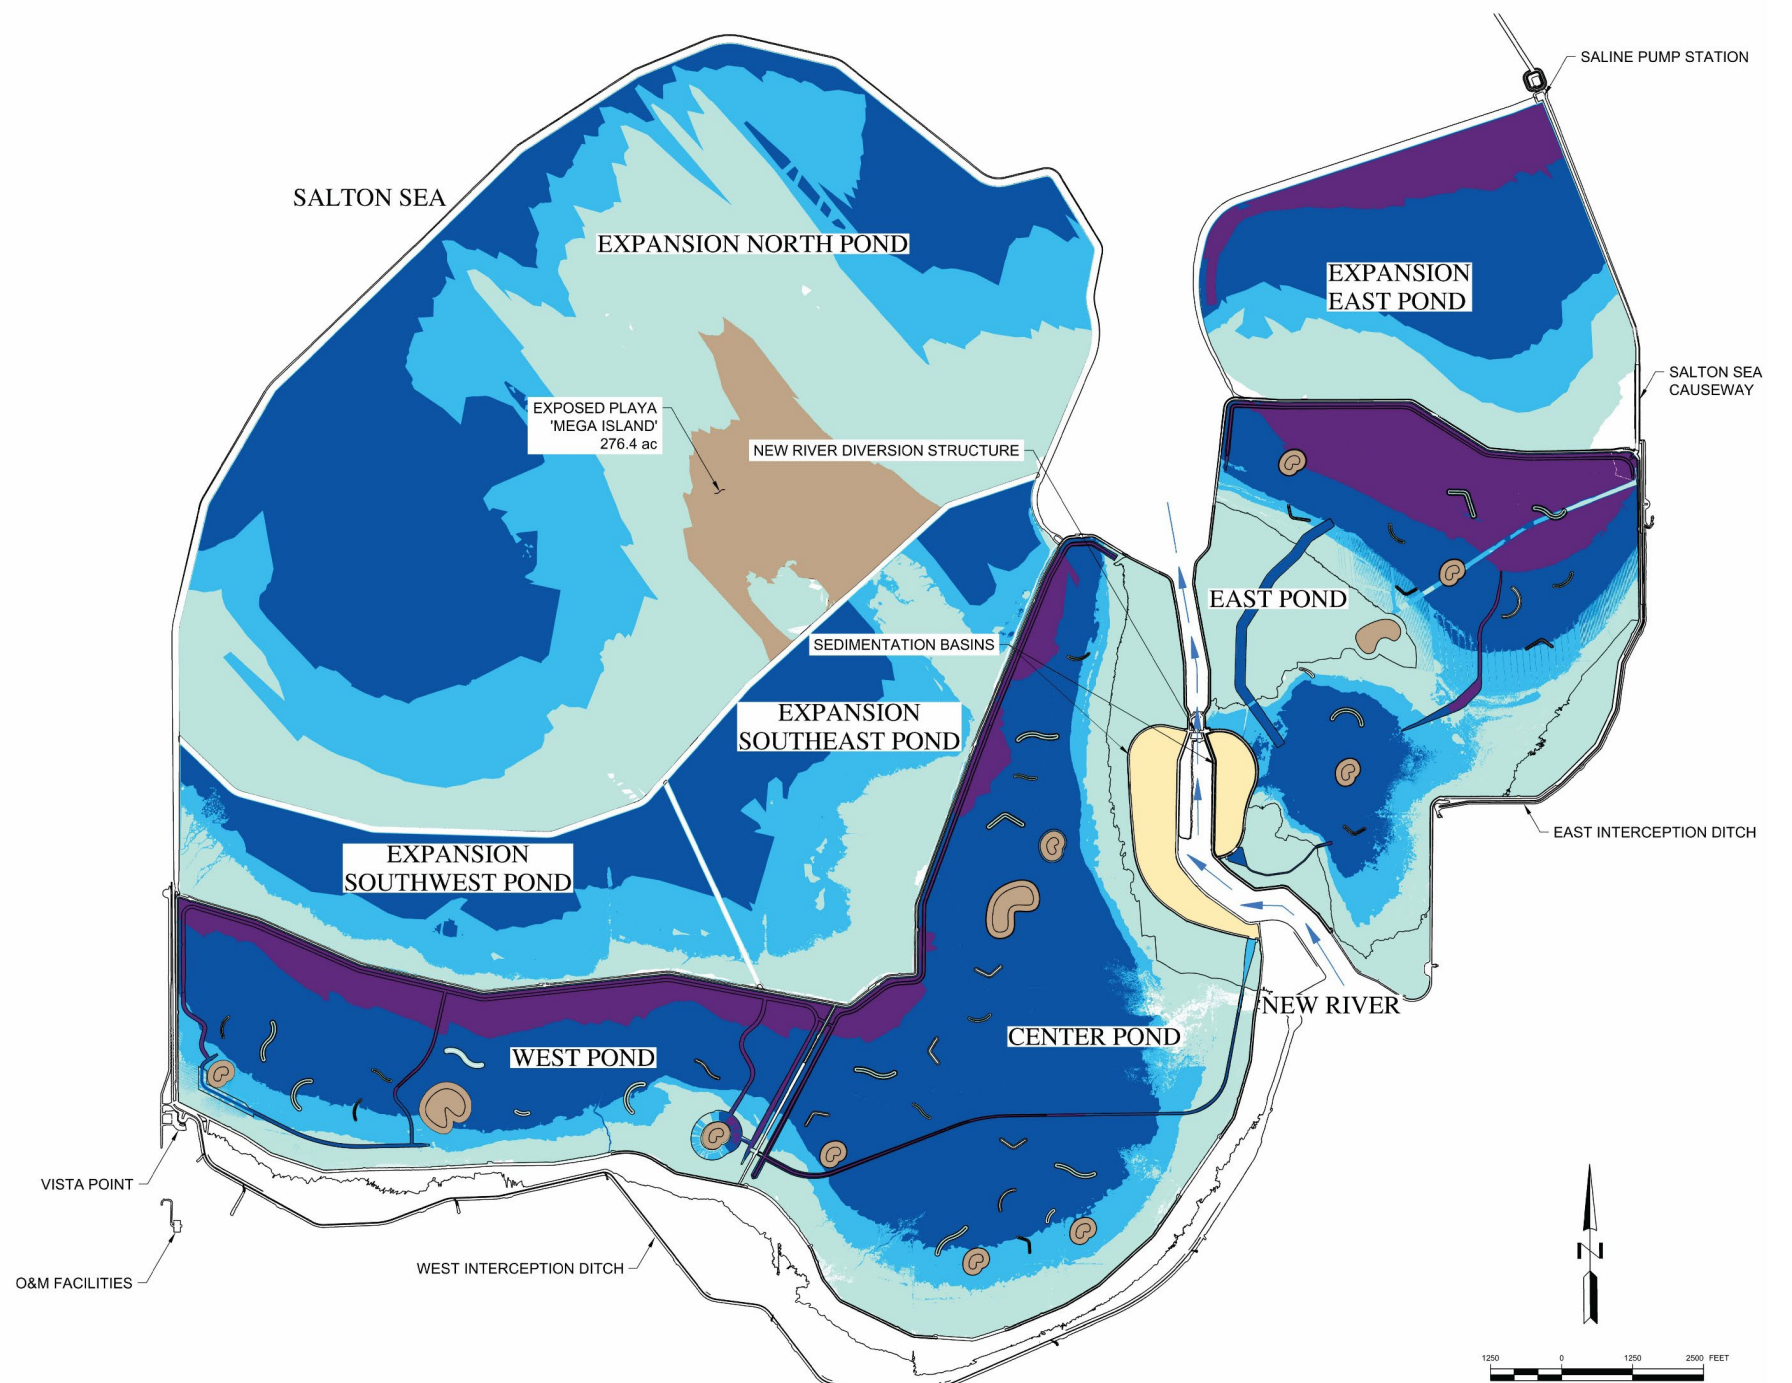 SALINE PUMP STATION
SALTON SEA
EXPANSION NORTH POND
EXPANSION
EAST POND
SALTON SEA
CAUSEWAY
EXPOSED PLAYA
'MEGA ISLAND'
276.4 ac
NEW RIVER DIVERSION STRUCTURE
EAST POND
SEDIMENTATION BASINS
EXPANSION
SOUTHEAST POND
EAST INTERCEPTION DITCH
EXPANSION
SOUTHWEST POND
NEW RIVER
CENTER POND
WEST POND
VISTA POINT
WEST INTERCEPTION DITCH
O&M FACILITIES
N
1250 0 1250 2500 FEET